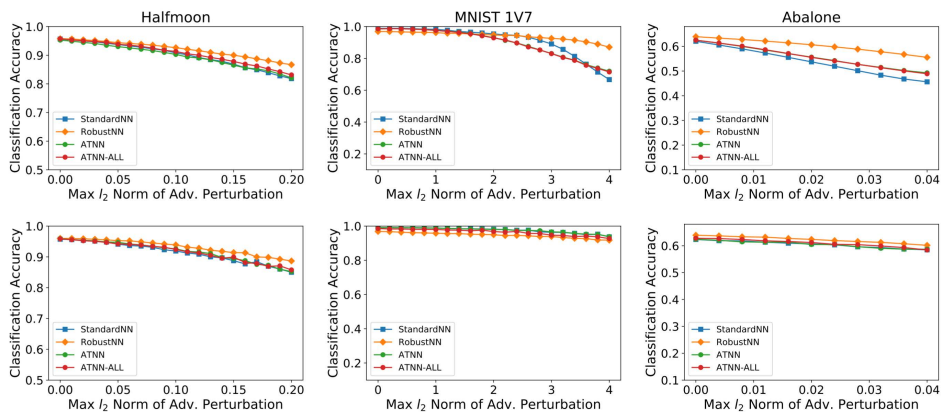 Halfmoon
Classification Accuracy
1.0
0.9
0.8
0.7
0.6
0.5
StandardNN
RobustNN
ATNN
ATNN-ALL
0.00 0.05 0.10 0.15 0.20
Max l₂ Norm of Adv. Perturbation
MNIST 1V7
Classification Accuracy
1.0
0.8
0.6
0.4
0.2
StandardNN
RobustNN
ATNN
ATNN-ALL
0 1 2 3 4
Max l₂ Norm of Adv. Perturbation
Abalone
Classification Accuracy
0.6
0.5
0.4
0.3
0.2
0.1
StandardNN
RobustNN
ATNN
ATNN-ALL
0.00 0.01 0.02 0.03 0.04
Max l₂ Norm of Adv. Perturbation
Classification Accuracy
1.0
0.9
0.8
0.7
0.6
0.5
StandardNN
RobustNN
ATNN
ATNN-ALL
0.00 0.05 0.10 0.15 0.20
Max l₂ Norm of Adv. Perturbation
Classification Accuracy
1.0
0.8
0.6
0.4
0.2
StandardNN
RobustNN
ATNN
ATNN-ALL
0 1 2 3 4
Max l₂ Norm of Adv. Perturbation
Classification Accuracy
0.6
0.5
0.4
0.3
0.2
0.1
StandardNN
RobustNN
ATNN
ATNN-ALL
0.00 0.01 0.02 0.03 0.04
Max l₂ Norm of Adv. Perturbation